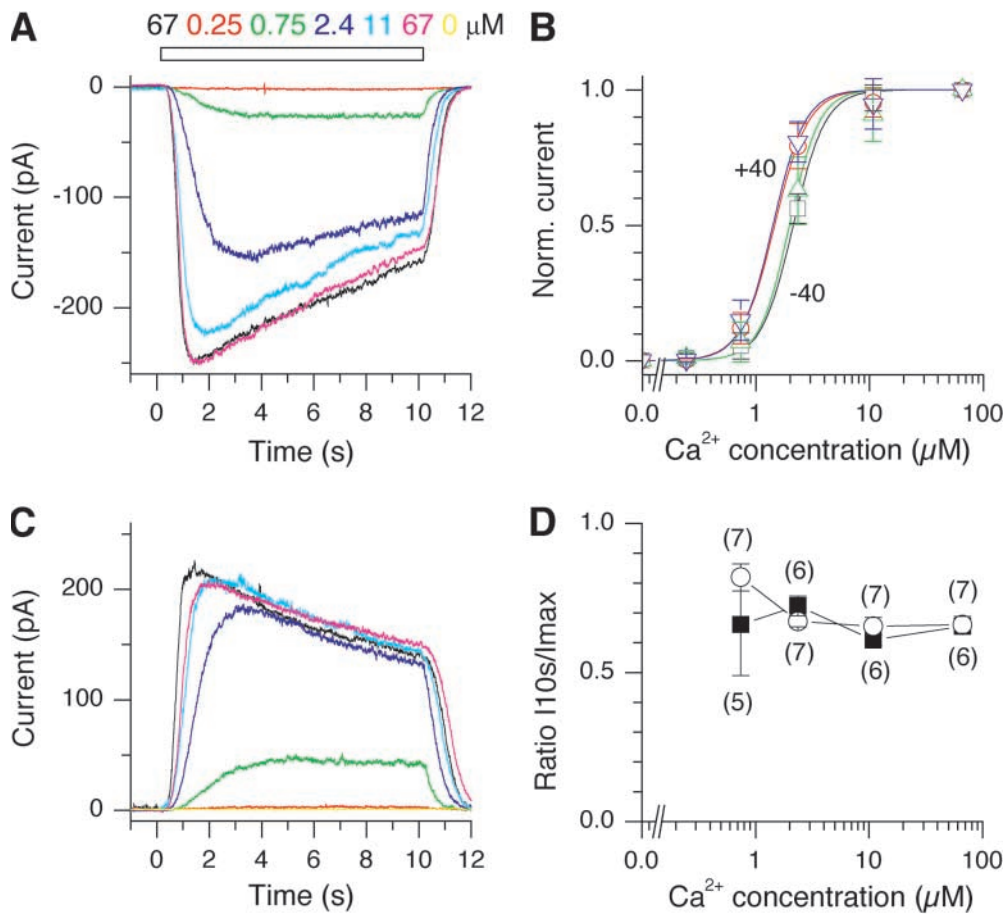 A
67 0.25 0.75 2.4 11 67 0 μM
0
-100
-200
Current (pA)
0 2 4 6 8 10 12
Time (s)
B
1.0
0.5
0.0
Norm. current
+40
-40
0.0 1 10 100
Ca2+ concentration (μM)
C
200
100
0
Current (pA)
0 2 4 6 8 10 12
Time (s)
D
1.0
0.5
0.0
Ratio I10s/Imax
(7)
(6)
(7)
(7)
(7)
(6)
(6)
(5)
0.0 1 10 100
Ca2+ concentration (μM)